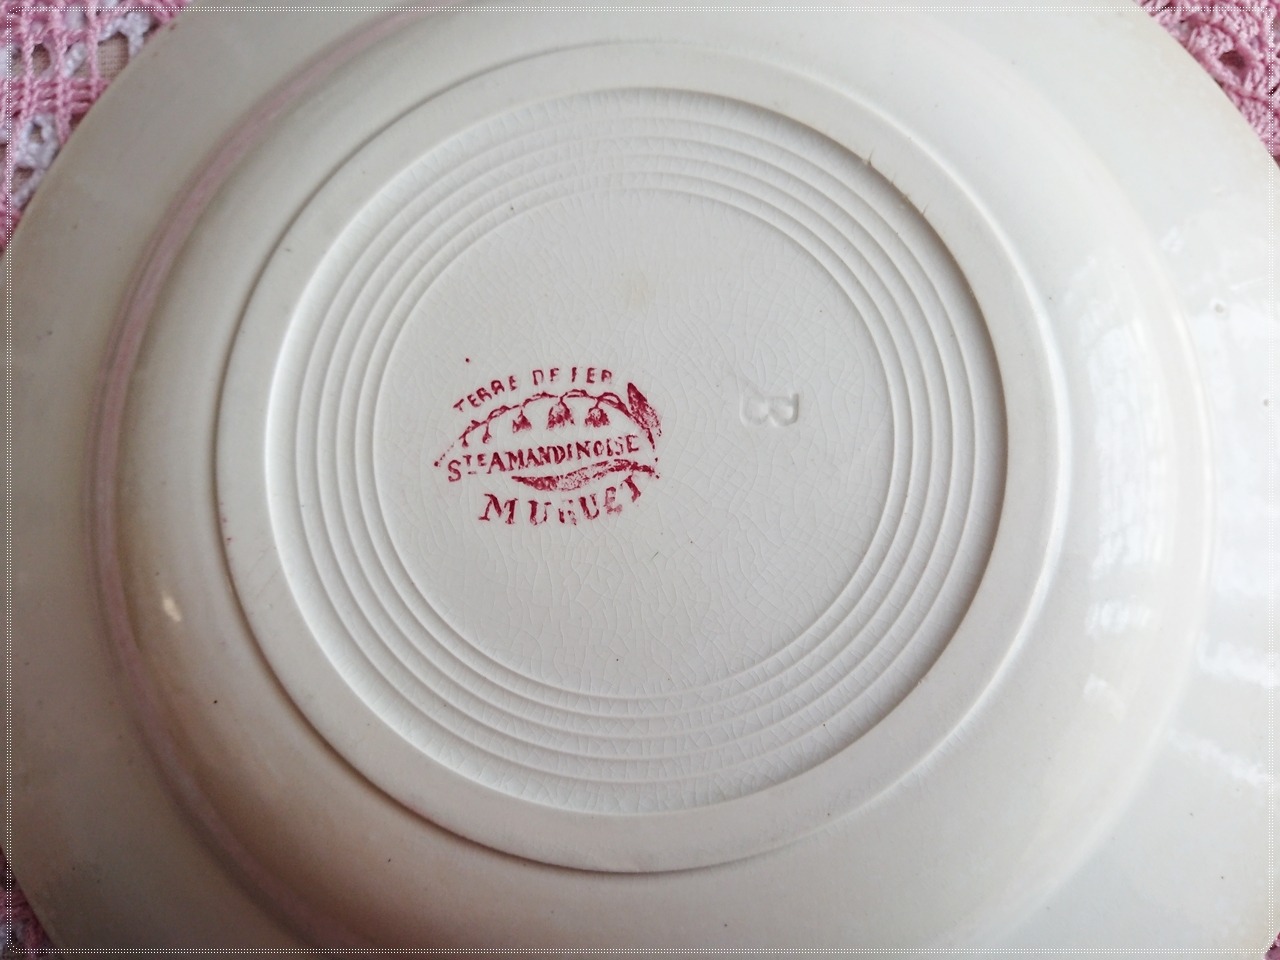 TERRE DE FER
STE AMANDINOISE
MUGUET
B